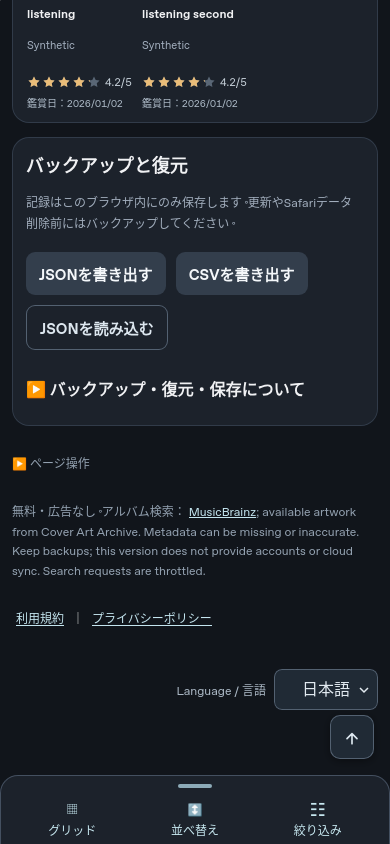 listening listening second
Synthetic Synthetic
★★★★★ 4.2/5 ★★★★★ 4.2/5
鑑賞日：2026/01/02 鑑賞日：2026/01/02
バックアップと復元
記録はこのブラウザ内にのみ保存します。更新やSafariデータ
削除前にはバックアップしてください。
JSONを書き出す CSVを書き出す
JSONを読み込む
▶ バックアップ・復元・保存について
▶ ページ操作
無料・広告なし。アルバム検索： MusicBrainz; available artwork
from Cover Art Archive. Metadata can be missing or inaccurate.
Keep backups; this version does not provide accounts or cloud
sync. Search requests are throttled.
利用規約 | プライバシーポリシー
Language / 言語 日本語
↑
グリッド 並べ替え 絞り込み